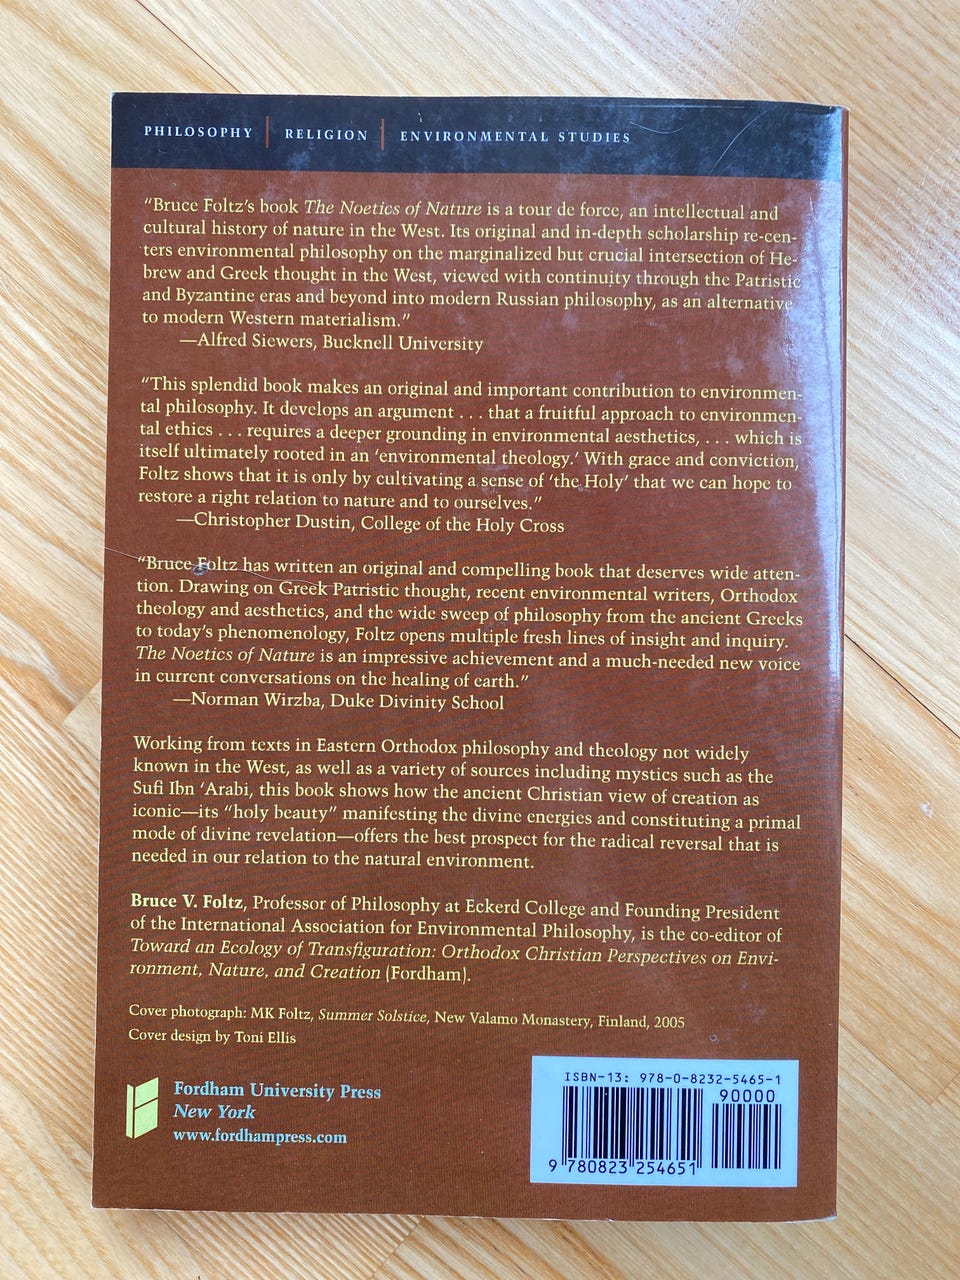 PHILOSOPHY | RELIGION | ENVIRONMENTAL STUDIES
“Bruce Foltz’s book The Noetics of Nature is a tour de force, an intellectual and
cultural history of nature in the West. Its original and in-depth scholarship re-cen-
ters environmental philosophy on the marginalized but crucial intersection of He-
brew and Greek thought in the West, viewed with continuity through the Patristic
and Byzantine eras and beyond into modern Russian philosophy, as an alternative
to modern Western materialism.”
—Alfred Siewers, Bucknell University
“This splendid book makes an original and important contribution to environmen-
tal philosophy. It develops an argument . . . that a fruitful approach to environmen-
tal ethics . . . requires a deeper grounding in environmental aesthetics, . . . which is
itself ultimately rooted in an ‘environmental theology.’ With grace and conviction,
Foltz shows that it is only by cultivating a sense of ‘the Holy’ that we can hope to
restore a right relation to nature and to ourselves.”
—Christopher Dustin, College of the Holy Cross
“Bruce Foltz has written an original and compelling book that deserves wide atten-
tion. Drawing on Greek Patristic thought, recent environmental writers, Orthodox
theology and aesthetics, and the wide sweep of philosophy from the ancient Greeks
to today’s phenomenology, Foltz opens multiple fresh lines of insight and inquiry.
The Noetics of Nature is an impressive achievement and a much-needed new voice
in current conversations on the healing of earth.”
—Norman Wirzba, Duke Divinity School
Working from texts in Eastern Orthodox philosophy and theology not widely
known in the West, as well as a variety of sources including mystics such as the
Sufi Ibn ‘Arabi, this book shows how the ancient Christian view of creation as
iconic—its “holy beauty” manifesting the divine energies and constituting a primal
mode of divine revelation—offers the best prospect for the radical reversal that is
needed in our relation to the natural environment.
Bruce V. Foltz, Professor of Philosophy at Eckerd College and Founding President
of the International Association for Environmental Philosophy, is the co-editor of
Toward an Ecology of Transfiguration: Orthodox Christian Perspectives on Envi-
ronment, Nature, and Creation (Fordham).
Cover photograph: MK Foltz, Summer Solstice, New Valamo Monastery, Finland, 2005
Cover design by Toni Ellis
Fordham University Press
New York
www.fordhampress.com
ISBN-13: 978-0-8232-5465-1
90000
9 780823 254651